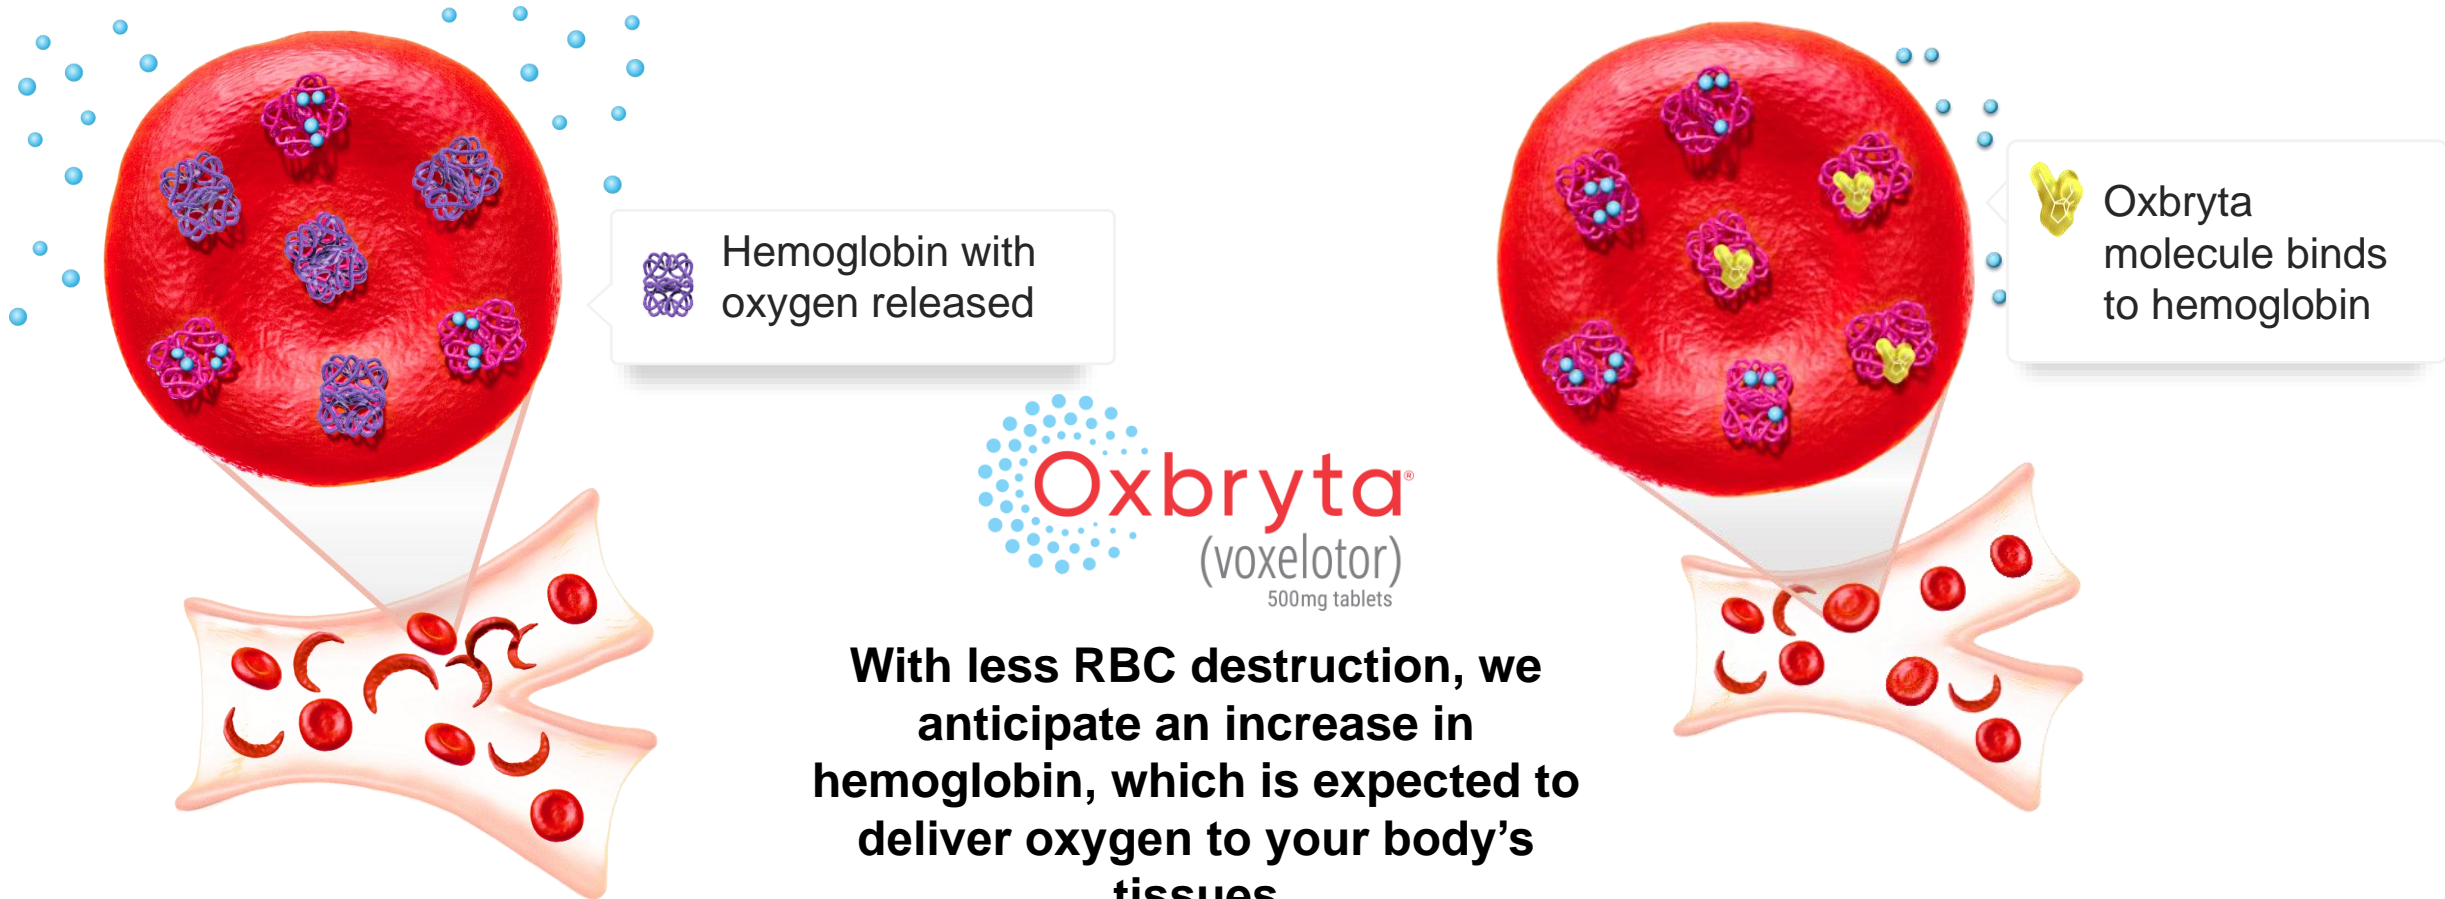 Hemoglobin with
oxygen released
Oxbryta
molecule binds
to hemoglobin
Oxbryta®
(voxelotor)
500mg tablets
With less RBC destruction, we
anticipate an increase in
hemoglobin, which is expected to
deliver oxygen to your body’s
tissues